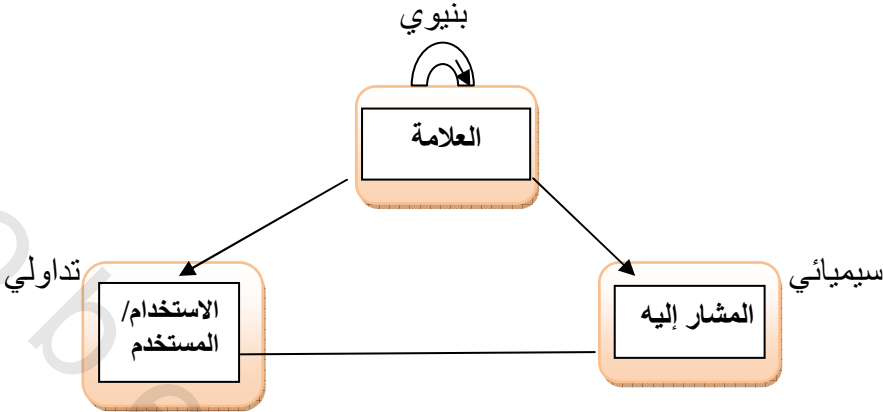 بنيوي
العلامة
سيميائي
تداولي
المشار إليه
الاستخدام/
المستخدم